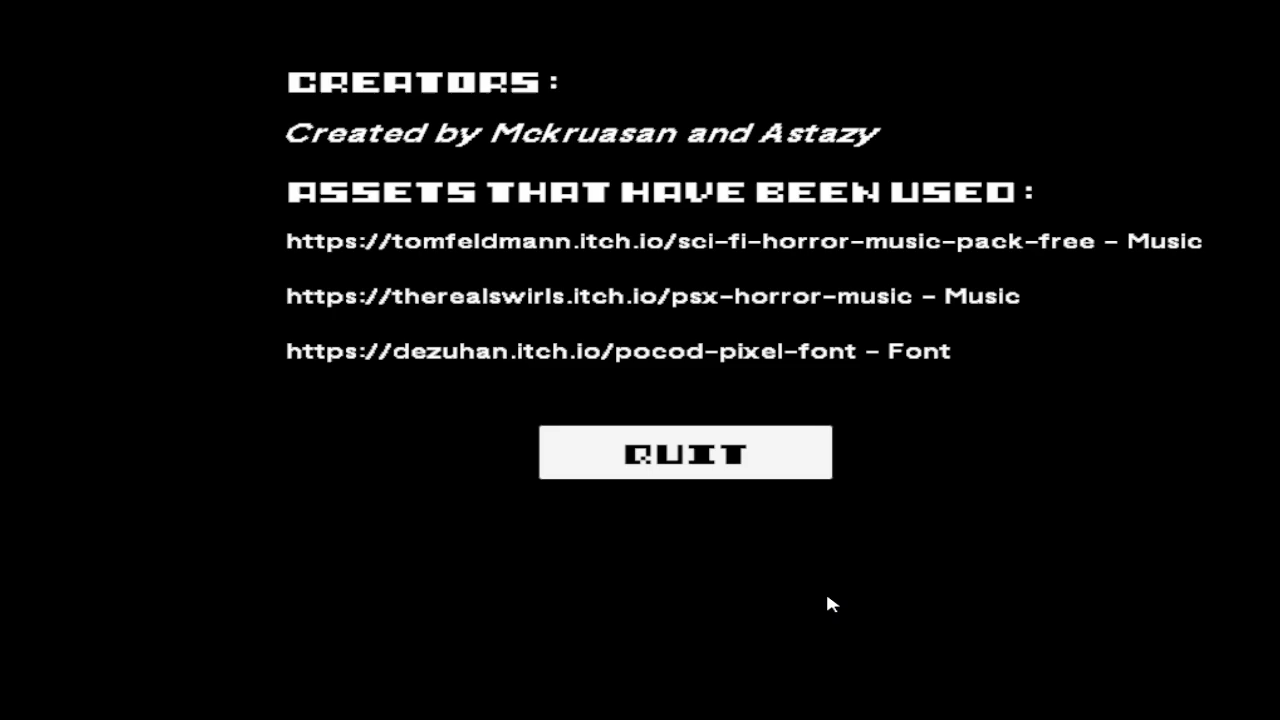 CREATORS:
Created by Mckruasan and Astazy
ASSETS THAT HAVE BEEN USED:
https://tomfeldmann.itch.io/sci-fi-horror-music-pack-free - Music
https://therealswirls.itch.io/psx-horror-music - Music
https://dezuhan.itch.io/pocod-pixel-font - Font
QUIT